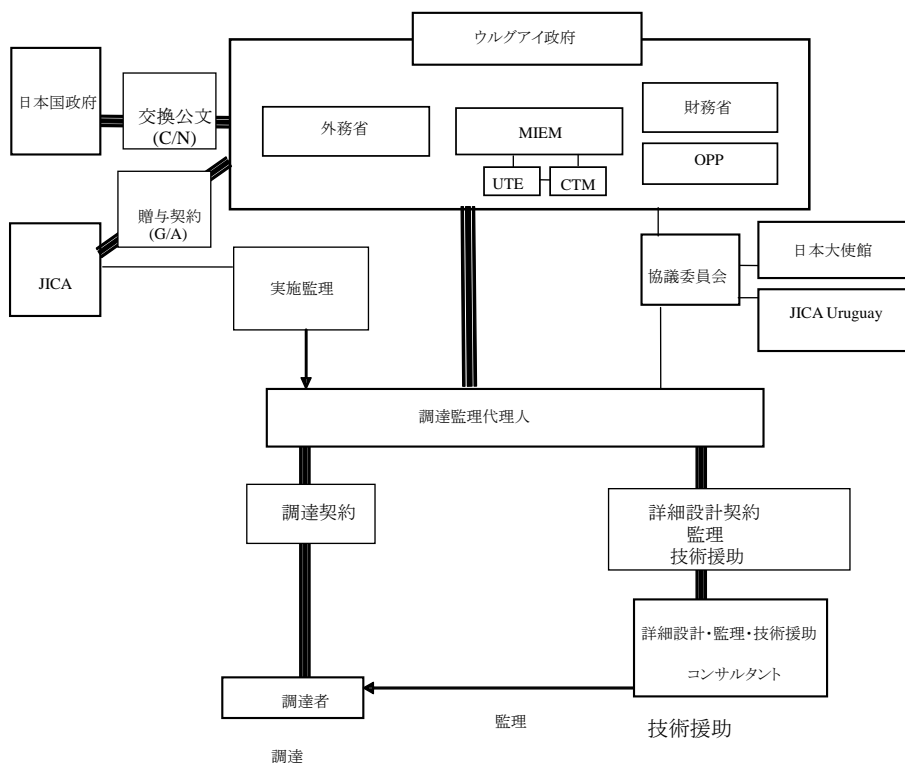 ウルグアイ政府
日本国政府
交換公文
(C/N)
外務省
MIEM
財務省
UTE
CTM
OPP
贈与契約
(G/A)
JICA
実施監理
協議委員会
日本大使館
JICA Uruguay
調達監理代理人
調達契約
詳細設計契約
監理
技術援助
詳細設計・監理・技術援助
コンサルタント
調達者
監理
技術援助
調達